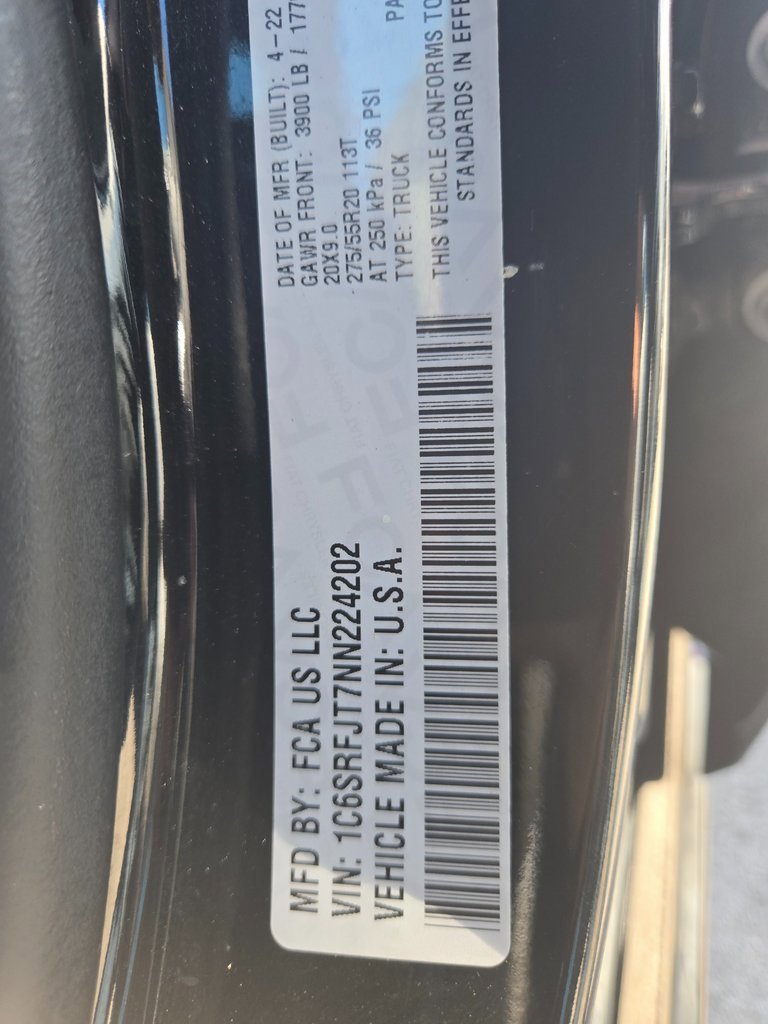 MFD BY: FCA US LLC
VIN: 1C6SRFJT7NN224202
VEHICLE MADE IN: U.S.A.
DATE OF MFR (BUILT): 4-22
GAWR FRONT: 3900 LB /
20X9.0
275/55R20 113T
AT 250 kPa / 36 PSI
TYPE: TRUCK
THIS VEHICLE CONFORMS TO
STANDARDS IN